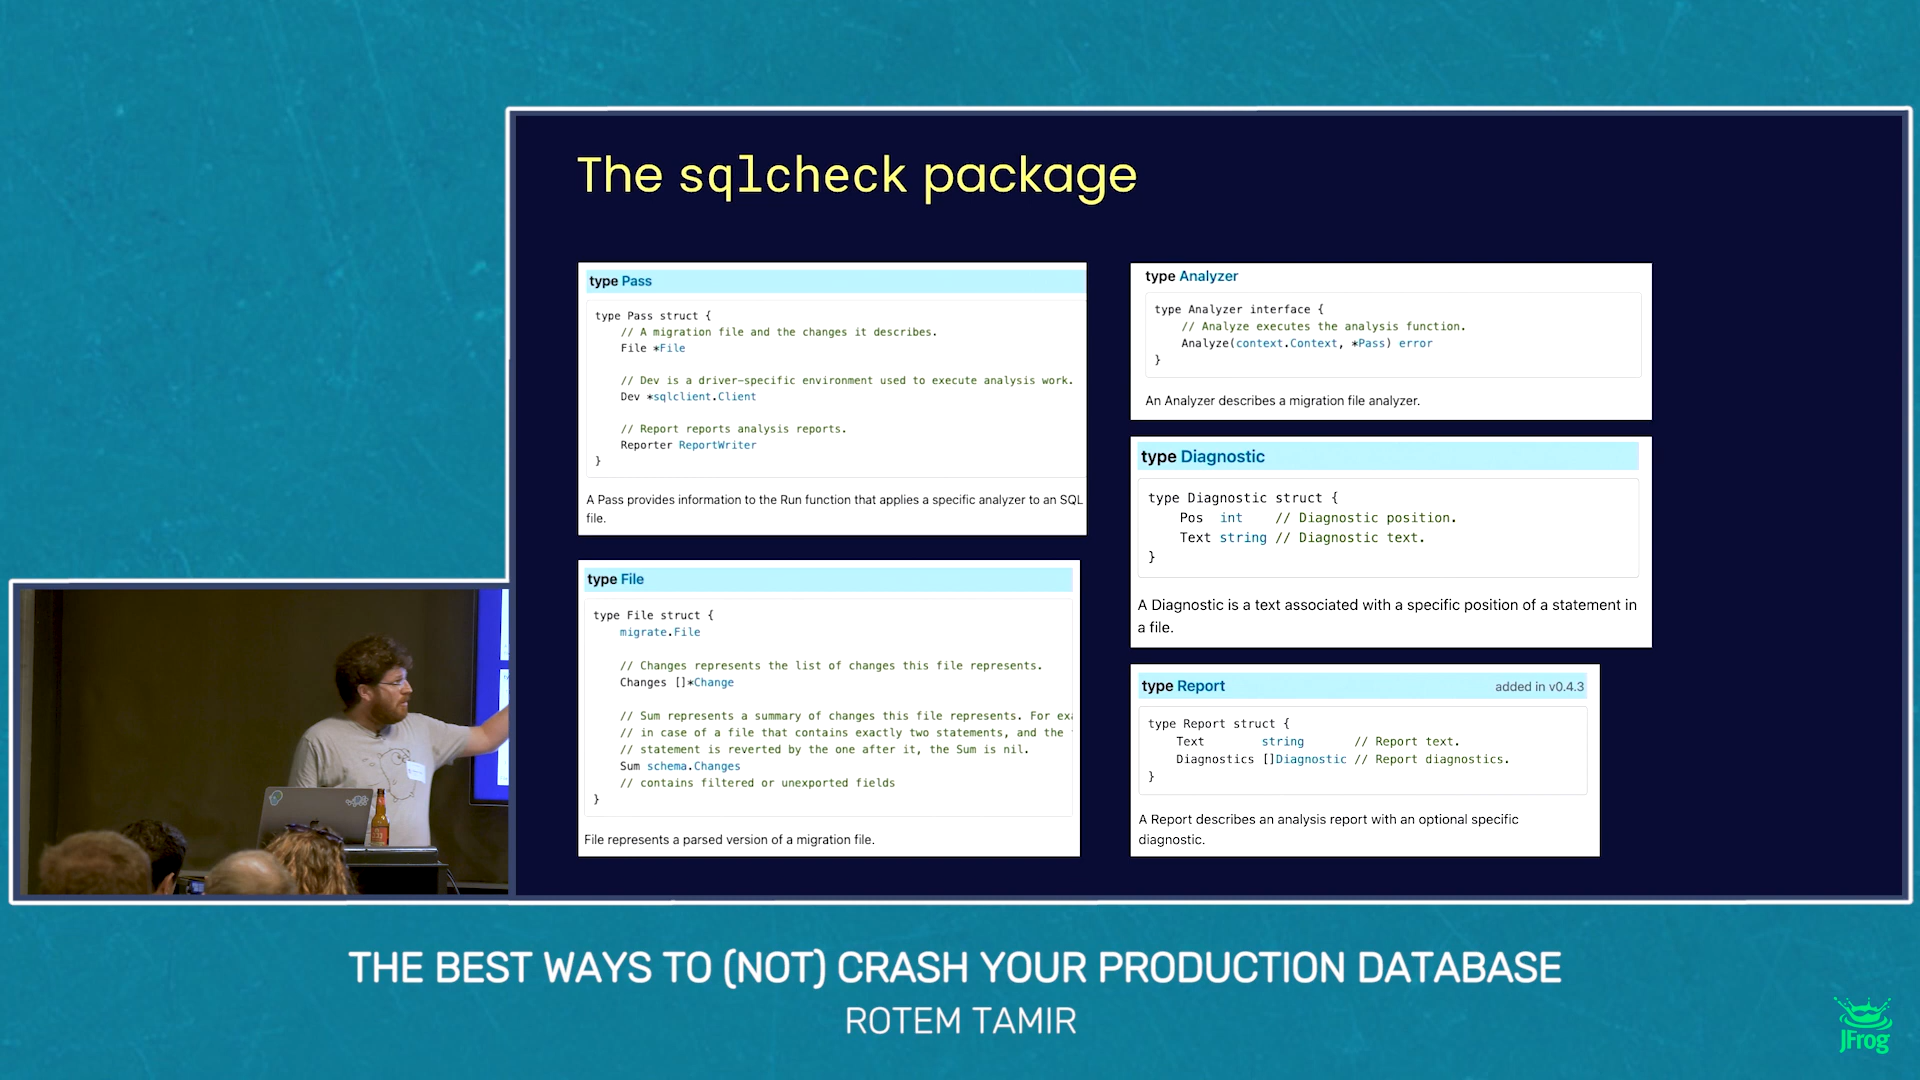 The sqlcheck package
type Pass
type Pass struct {
// A migration file and the changes it describes.
File *File
// Dev is a driver-specific environment used to execute analysis work.
Dev *sqlclient.Client
// Report reports analysis reports.
Reporter ReportWriter
}
A Pass provides information to the Run function that applies a specific analyzer to an SQL
file.
type File
type File struct {
migrate.File
// Changes represents the list of changes this file represents.
Changes []*Change
// Sum represents a summary of changes this file represents. For exa
// in case of a file that contains exactly two statements, and the
// statement is reverted by the one after it, the Sum is nil.
Sum schema.Changes
// contains filtered or unexported fields
}
File represents a parsed version of a migration file.
type Analyzer
type Analyzer interface {
// Analyze executes the analysis function.
Analyze(context.Context, *Pass) error
}
An Analyzer describes a migration file analyzer.
type Diagnostic
type Diagnostic struct {
Pos int // Diagnostic position.
Text string // Diagnostic text.
}
A Diagnostic is a text associated with a specific position of a statement in
a file.
type Report added in v0.4.3
type Report struct {
Text string // Report text.
Diagnostics []Diagnostic // Report diagnostics.
}
A Report describes an analysis report with an optional specific
diagnostic.
THE BEST WAYS TO (NOT) CRASH YOUR PRODUCTION DATABASE
ROTEM TAMIR
JFrog